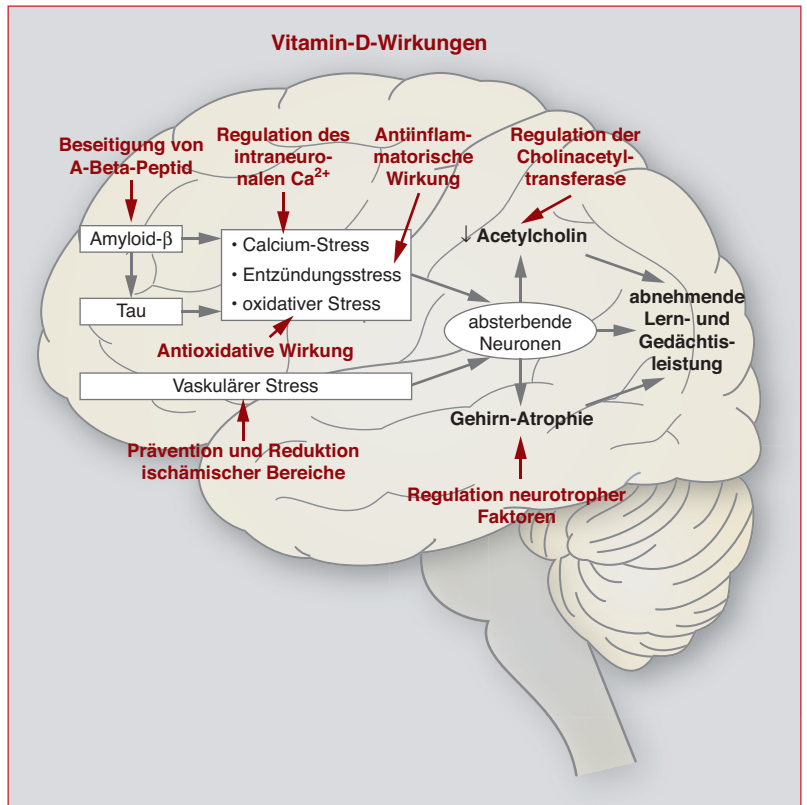 Vitamin-D-Wirkungen
Beseitigung von
A-Beta-Peptid
Regulation des
intraneuro-
nalen Ca²⁺
Antiinflam-
matorische
Wirkung
Regulation der
Cholinacetyl-
transferase
Amyloid-β
Tau
· Calcium-Stress
· Entzündungsstress
· oxidativer Stress
Antioxidative Wirkung
Vaskulärer Stress
Prävention und Reduktion
ischämischer Bereiche
↓ Acetylcholin
absterbende
Neuronen
Gehirn-Atrophie
Regulation neurotropher
Faktoren
abnehmende
Lern- und
Gedächtis-
leistung